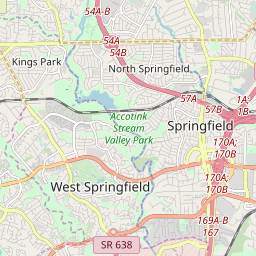 54A-B
54A
54B
Kings Park
North Springfield
57A
1A,
1B
57B
Accotink
Stream
Valley Park
Springfield
170A;
170B
170A;
170B
West Springfield
169A-B
167
SR 638